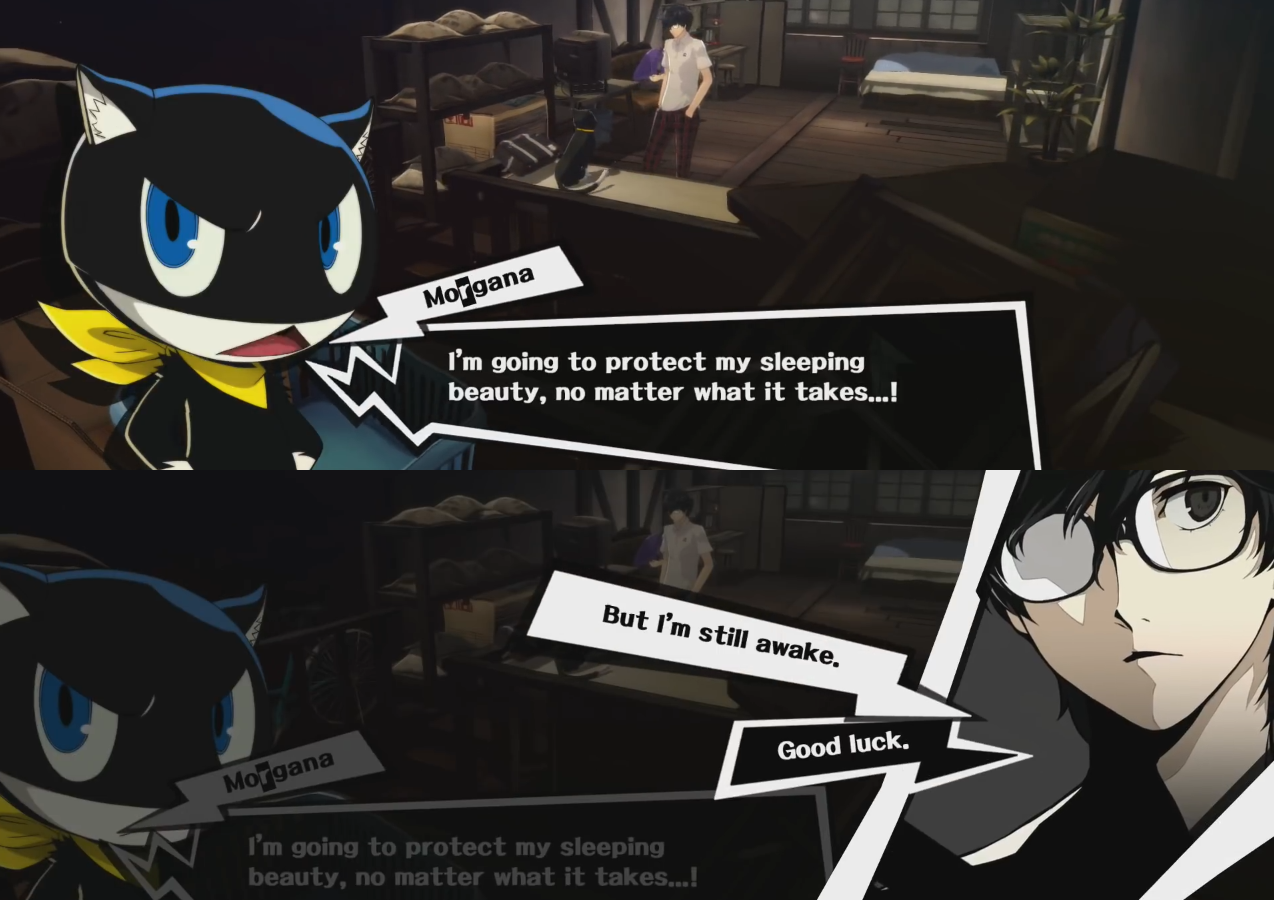 Morgana
I'm going to protect my sleeping
beauty, no matter what it takes...!
But I'm still awake.
Good luck.
Morgana
I'm going to protect my sleeping
beauty, no matter what it takes...!